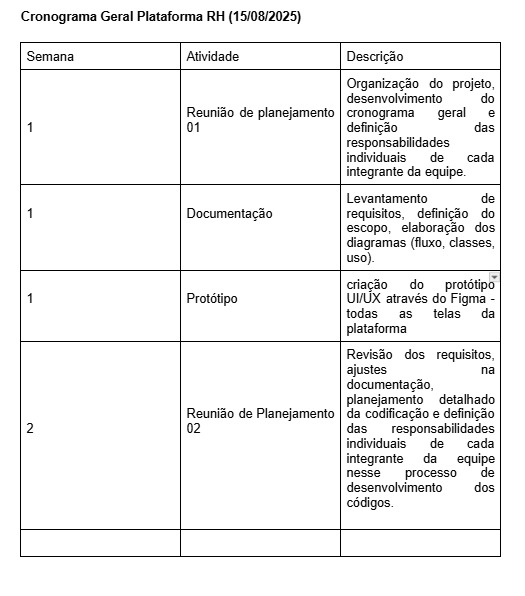 Cronograma Geral Plataforma RH (15/08/2025)
Semana
Atividade
Descrição
1
Reunião de planejamento
01
Organização do projeto,
desenvolvimento do
cronograma geral e
definição das
responsabilidades
individuais de cada
integrante da equipe.
1
Documentação
Levantamento de
requisitos, definição do
escopo, elaboração dos
diagramas (fluxo, classes,
uso).
1
Protótipo
criação do protótipo
UI/UX através do Figma -
todas as telas da
plataforma
2
Reunião de Planejamento
02
Revisão dos requisitos,
ajustes na
documentação,
planejamento detalhado
da codificação e definição
das responsabilidades
individuais de cada
integrante da equipe
nesse processo de
desenvolvimento dos
códigos.